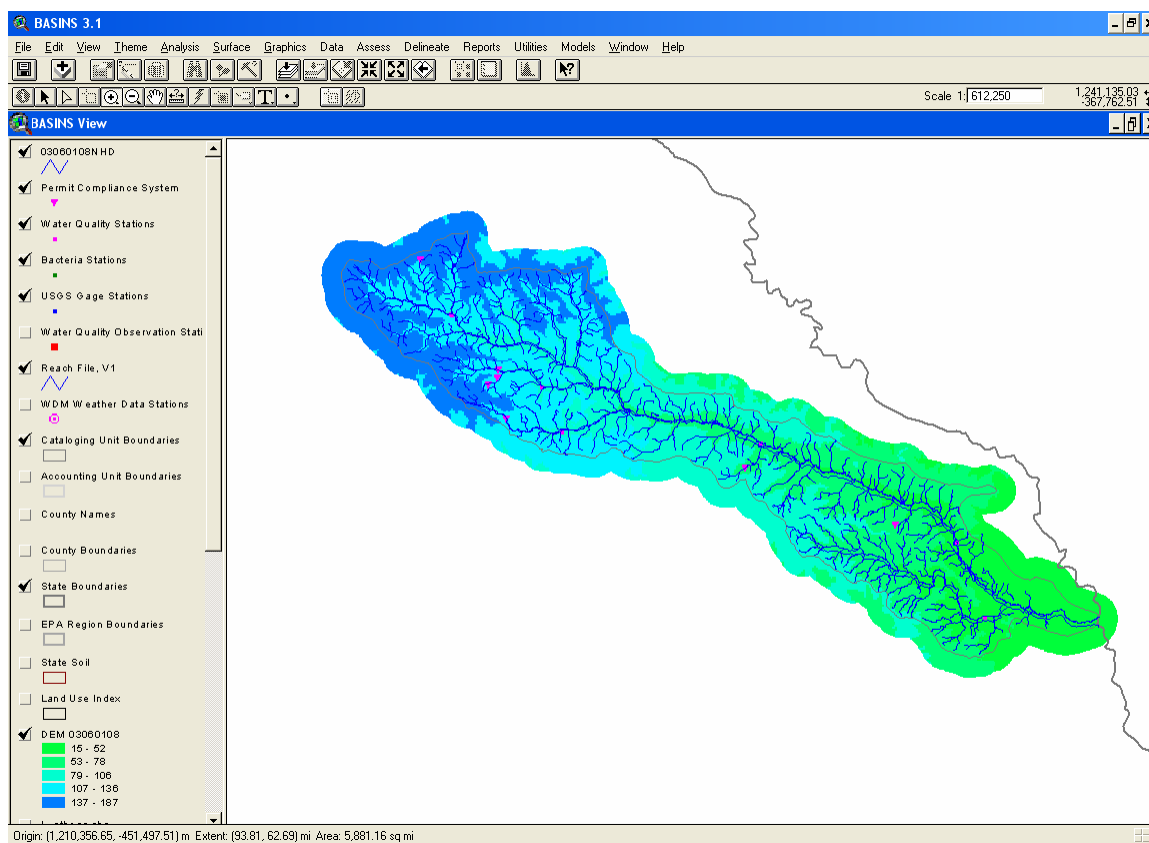 BASINS 3.1
File Edit View Theme Analysis Surface Graphics Data Assess Delineate Reports Utilities Models Window Help
Scale 1: 612,250
1,241,135.03
-367,762.51
BASINS View
03060108NHD
Permit Compliance System
Water Quality Stations
Bacteria Stations
USGS Gage Stations
Water Quality Observation Stati
Reach File, V1
WDM Weather Data Stations
Cataloging Unit Boundaries
Accounting Unit Boundaries
County Names
County Boundaries
State Boundaries
EPA Region Boundaries
State Soil
Land Use Index
DEM 03060108
15 - 52
53 - 78
79 - 106
107 - 136
137 - 187
Origin: (1,210,356.65, -451,497.51) m Extent: (93.81, 62.69) mi Area: 5,881.16 sq mi